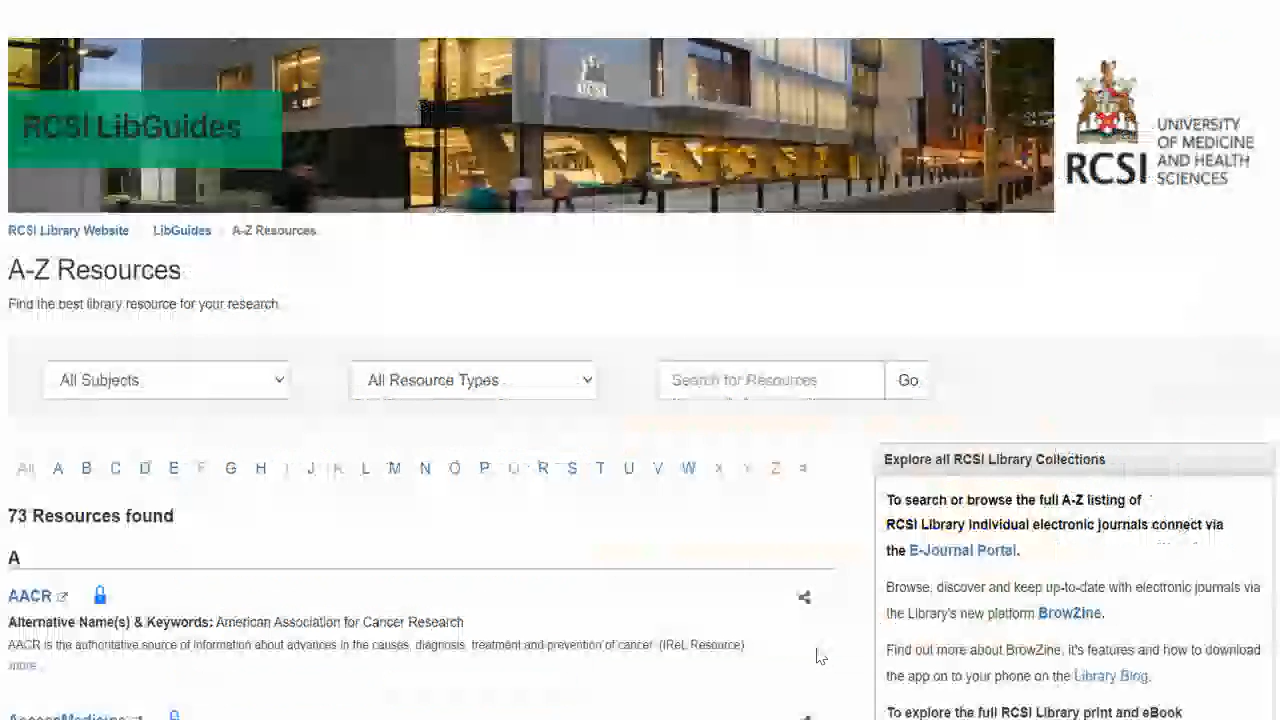 RCSI LibGuides
RCSI
UNIVERSITY
OF MEDICINE
AND HEALTH
SCIENCES
RCSI Library Website LibGuides A-Z Resources
A-Z Resources
Find the best library resource for your research.
All Subjects All Resource Types Search for Resources Go
All A B C D E F G H I J K L M N O P Q R S T U V W X Y Z #
Explore all RCSI Library Collections
73 Resources found
A
AACR
Alternative Name(s) & Keywords: American Association for Cancer Research
AACR is the authoritative source of information about advances in the causes, diagnosis, treatment and prevention of cancer. (IReL Resource)
more...
AccessMedicine
To search or browse the full A-Z listing of
RCSI Library individual electronic journals connect via
the E-Journal Portal.
Browse, discover and keep up-to-date with electronic journals via
the Library's new platform BrowZine.
Find out more about BrowZine, it's features and how to download
the app on to your phone on the Library Blog.
To explore the full RCSI Library print and eBook